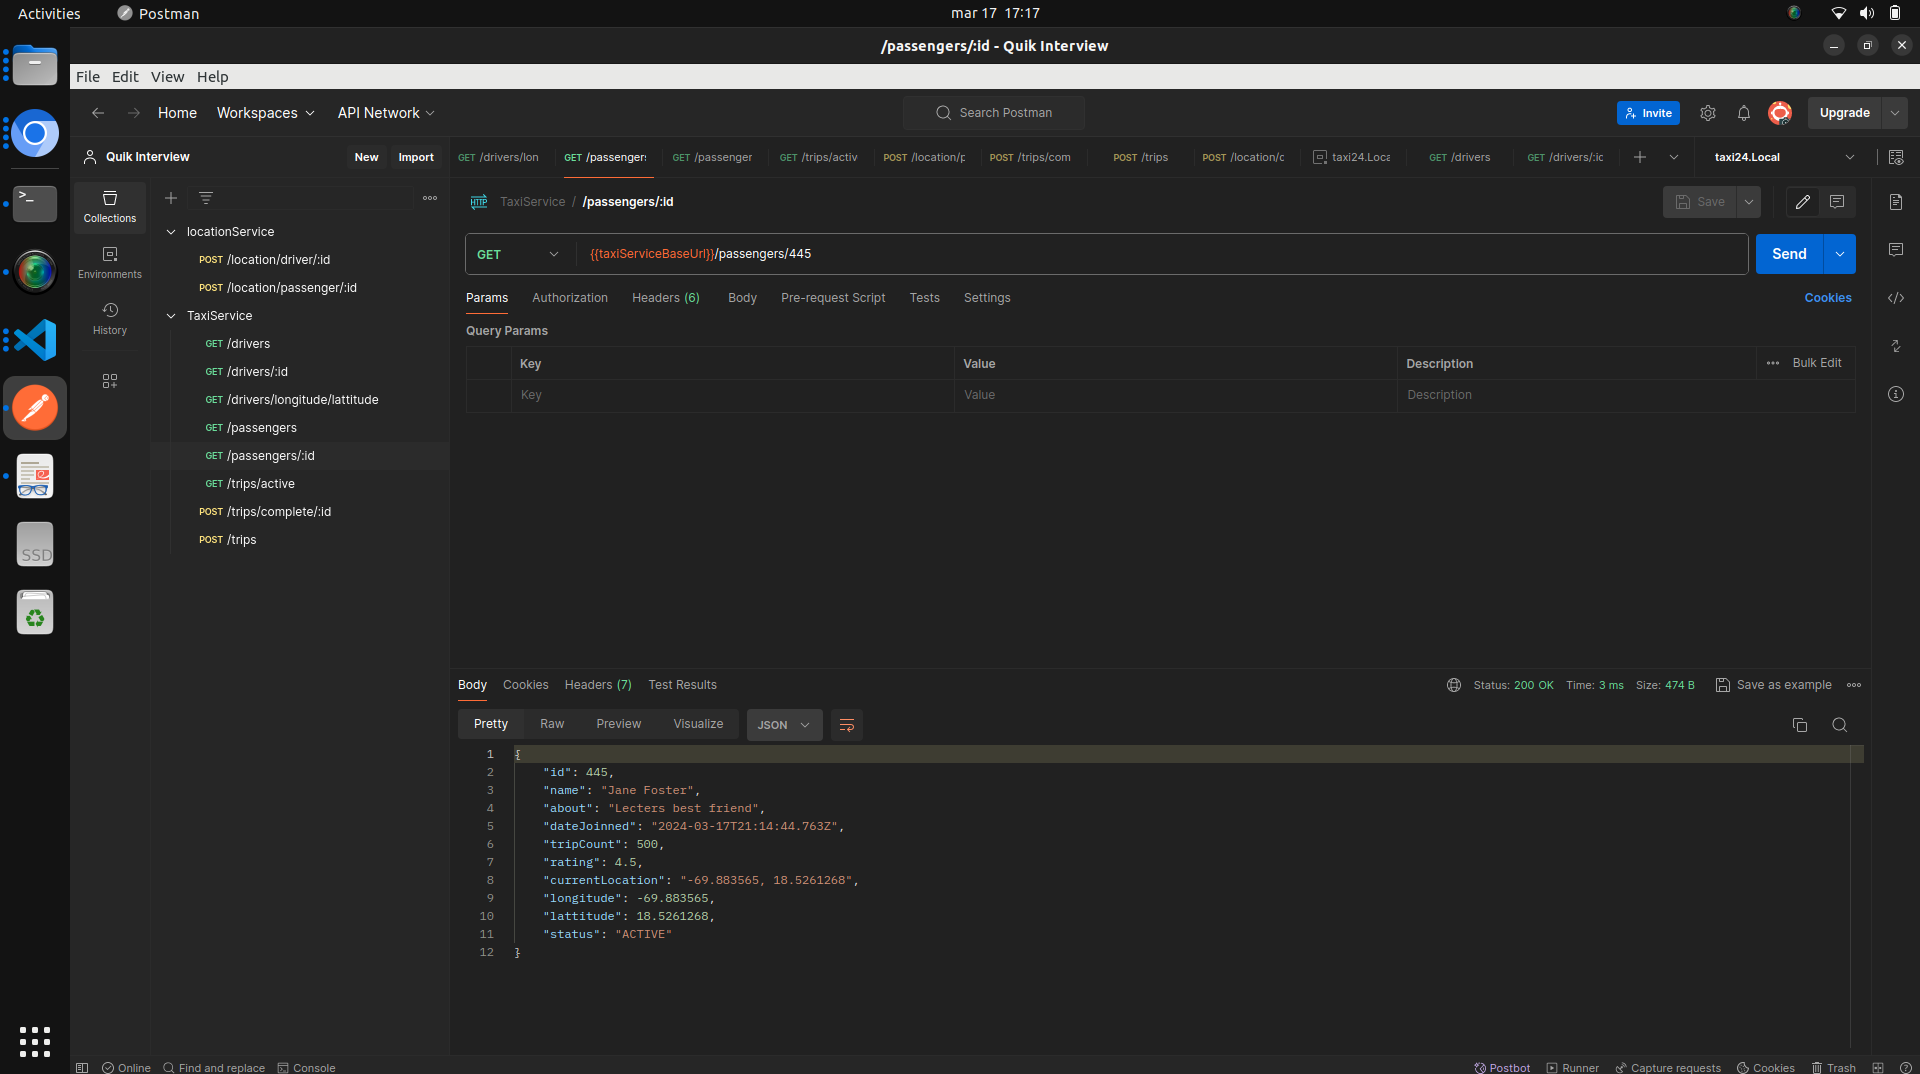 Activities
Postman
mar 17 17:17
/passengers/:id - Quik Interview
File Edit View Help
Home Workspaces API Network
Search Postman
Invite
Upgrade
Quik Interview
New Import
GET /drivers/lon
GET /passengers
GET /passenger
GET /trips/activ
POST /location/p
POST /trips/com
POST /trips
POST /location/c
taxi24.Loca
GET /drivers
GET /drivers/:ic
taxi24.Local
Collections
Environments
History
locationService
POST /location/driver/:id
POST /location/passenger/:id
TaxiService
GET /drivers
GET /drivers/:id
GET /drivers/longitude/lattitude
GET /passengers
GET /passengers/:id
GET /trips/active
POST /trips/complete/:id
POST /trips
HTTP TaxiService / /passengers/:id
Save
GET {{taxiServiceBaseUrl}}/passengers/445
Send
Params Authorization Headers (6) Body Pre-request Script Tests Settings
Cookies
Query Params
Key Value Description
Bulk Edit
Key Value Description
Body Cookies Headers (7) Test Results
Status: 200 OK Time: 3 ms Size: 474 B
Save as example
Pretty Raw Preview Visualize JSON
1 {
2 "id": 445,
3 "name": "Jane Foster",
4 "about": "Lecters best friend",
5 "dateJoinned": "2024-03-17T21:14:44.763Z",
6 "tripCount": 500,
7 "rating": 4.5,
8 "currentLocation": "-69.883565, 18.5261268",
9 "longitude": -69.883565,
10 "lattitude": 18.5261268,
11 "status": "ACTIVE"
12 }
SSD
Online Find and replace Console
Postbot Runner Capture requests Cookies Trash